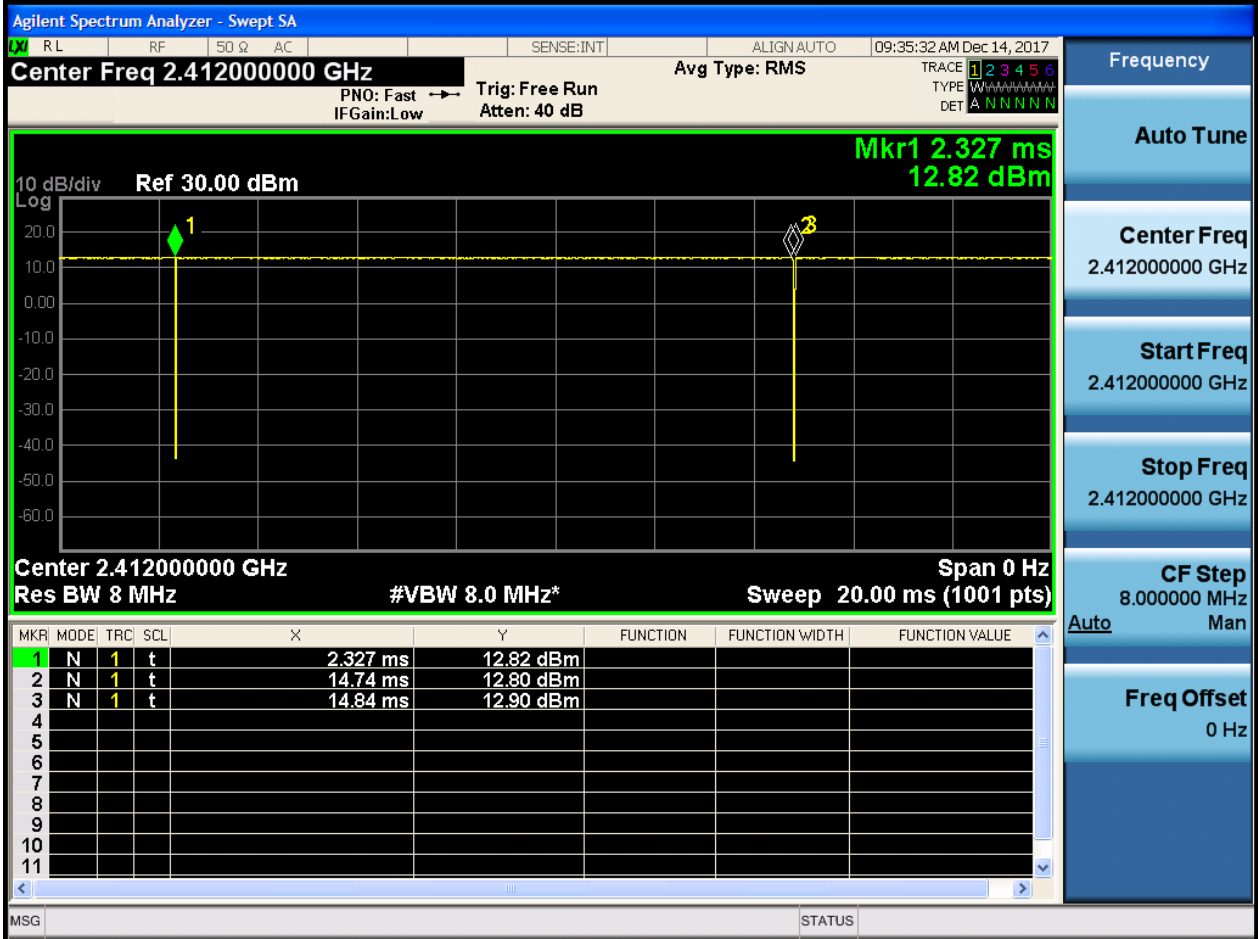 Agilent Spectrum Analyzer - Swept SA
LXI RL RF 50 Ω AC SENSE:INT ALIGN AUTO 09:35:32 AM Dec 14, 2017
Center Freq 2.412000000 GHz
PNO: Fast
IFGain:Low
Trig: Free Run
Atten: 40 dB
Avg Type: RMS
TRACE 1 2 3 4 5 6
TYPE WWWWWW
DET A N N N N N
Mkr1 2.327 ms
12.82 dBm
10 dB/div
Log
Ref 30.00 dBm
1
2
3
20.0
10.0
0.00
-10.0
-20.0
-30.0
-40.0
-50.0
-60.0
Center 2.412000000 GHz Span 0 Hz
Res BW 8 MHz #VBW 8.0 MHz* Sweep 20.00 ms (1001 pts)
MKR MODE TRC SCL X Y FUNCTION FUNCTION WIDTH FUNCTION VALUE
1 N 1 t 2.327 ms 12.82 dBm
2 N 1 t 14.74 ms 12.80 dBm
3 N 1 t 14.84 ms 12.90 dBm
4
5
6
7
8
9
10
11
MSG STATUS
Frequency
Auto Tune
Center Freq
2.412000000 GHz
Start Freq
2.412000000 GHz
Stop Freq
2.412000000 GHz
CF Step
8.000000 MHz
Auto Man
Freq Offset
0 Hz